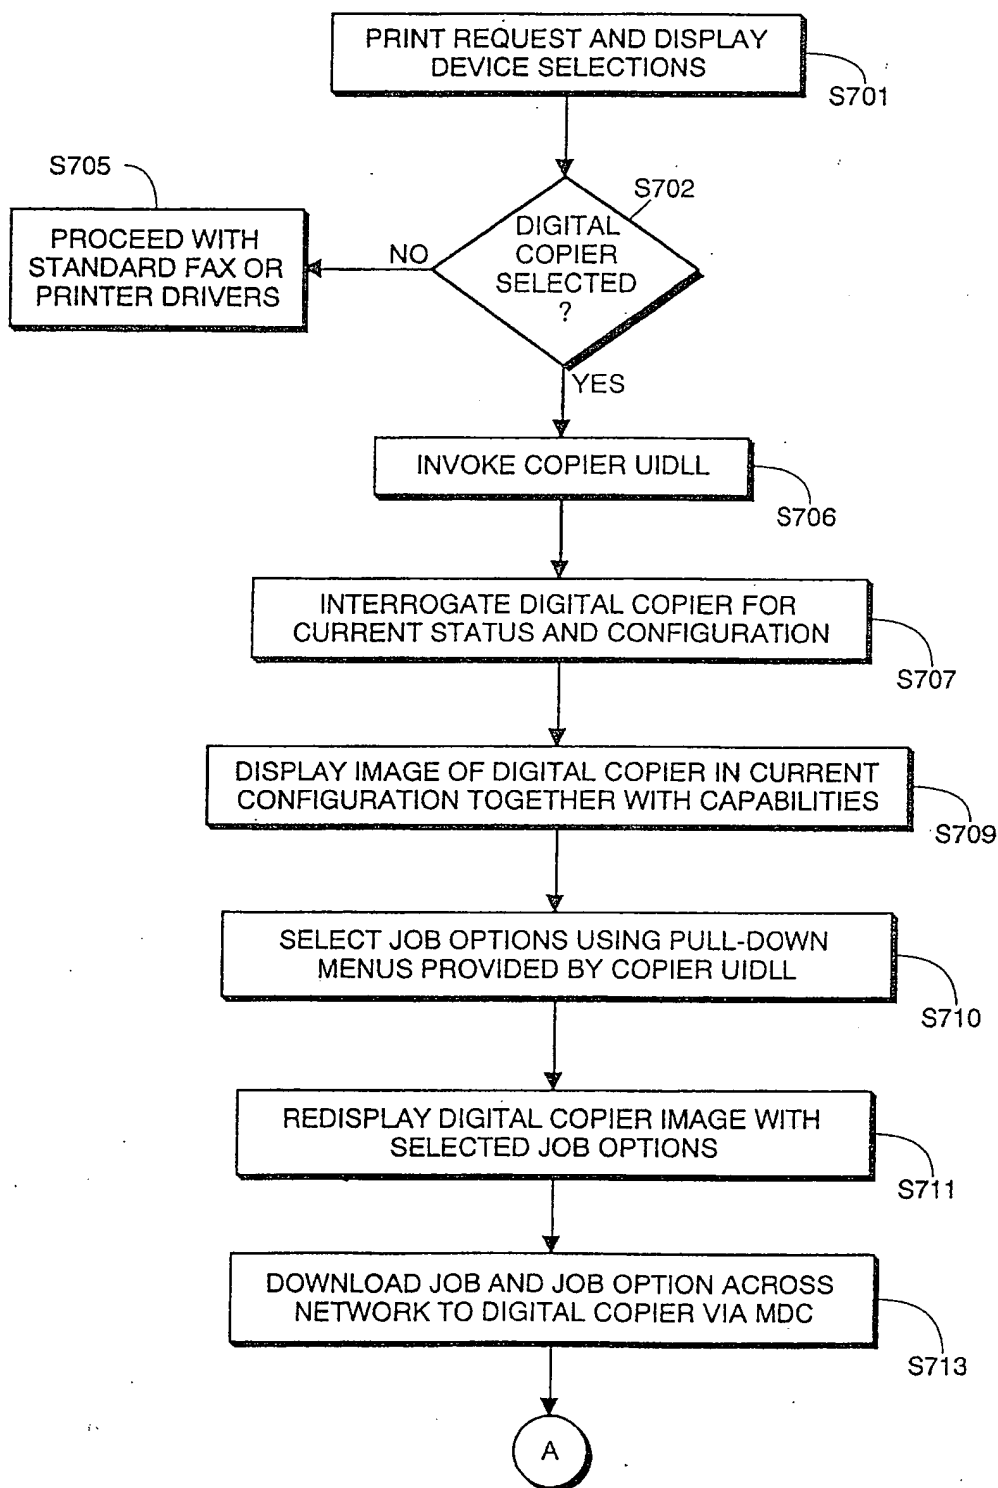 PRINT REQUEST AND DISPLAY
DEVICE SELECTIONS
S701
S705
S702
DIGITAL
COPIER
SELECTED
?
NO
PROCEED WITH
STANDARD FAX OR
PRINTER DRIVERS
YES
INVOKE COPIER UIDLL
S706
INTERROGATE DIGITAL COPIER FOR
CURRENT STATUS AND CONFIGURATION
S707
DISPLAY IMAGE OF DIGITAL COPIER IN CURRENT
CONFIGURATION TOGETHER WITH CAPABILITIES
S709
SELECT JOB OPTIONS USING PULL-DOWN
MENUS PROVIDED BY COPIER UIDLL
S710
REDISPLAY DIGITAL COPIER IMAGE WITH
SELECTED JOB OPTIONS
S711
DOWNLOAD JOB AND JOB OPTION ACROSS
NETWORK TO DIGITAL COPIER VIA MDC
S713
A